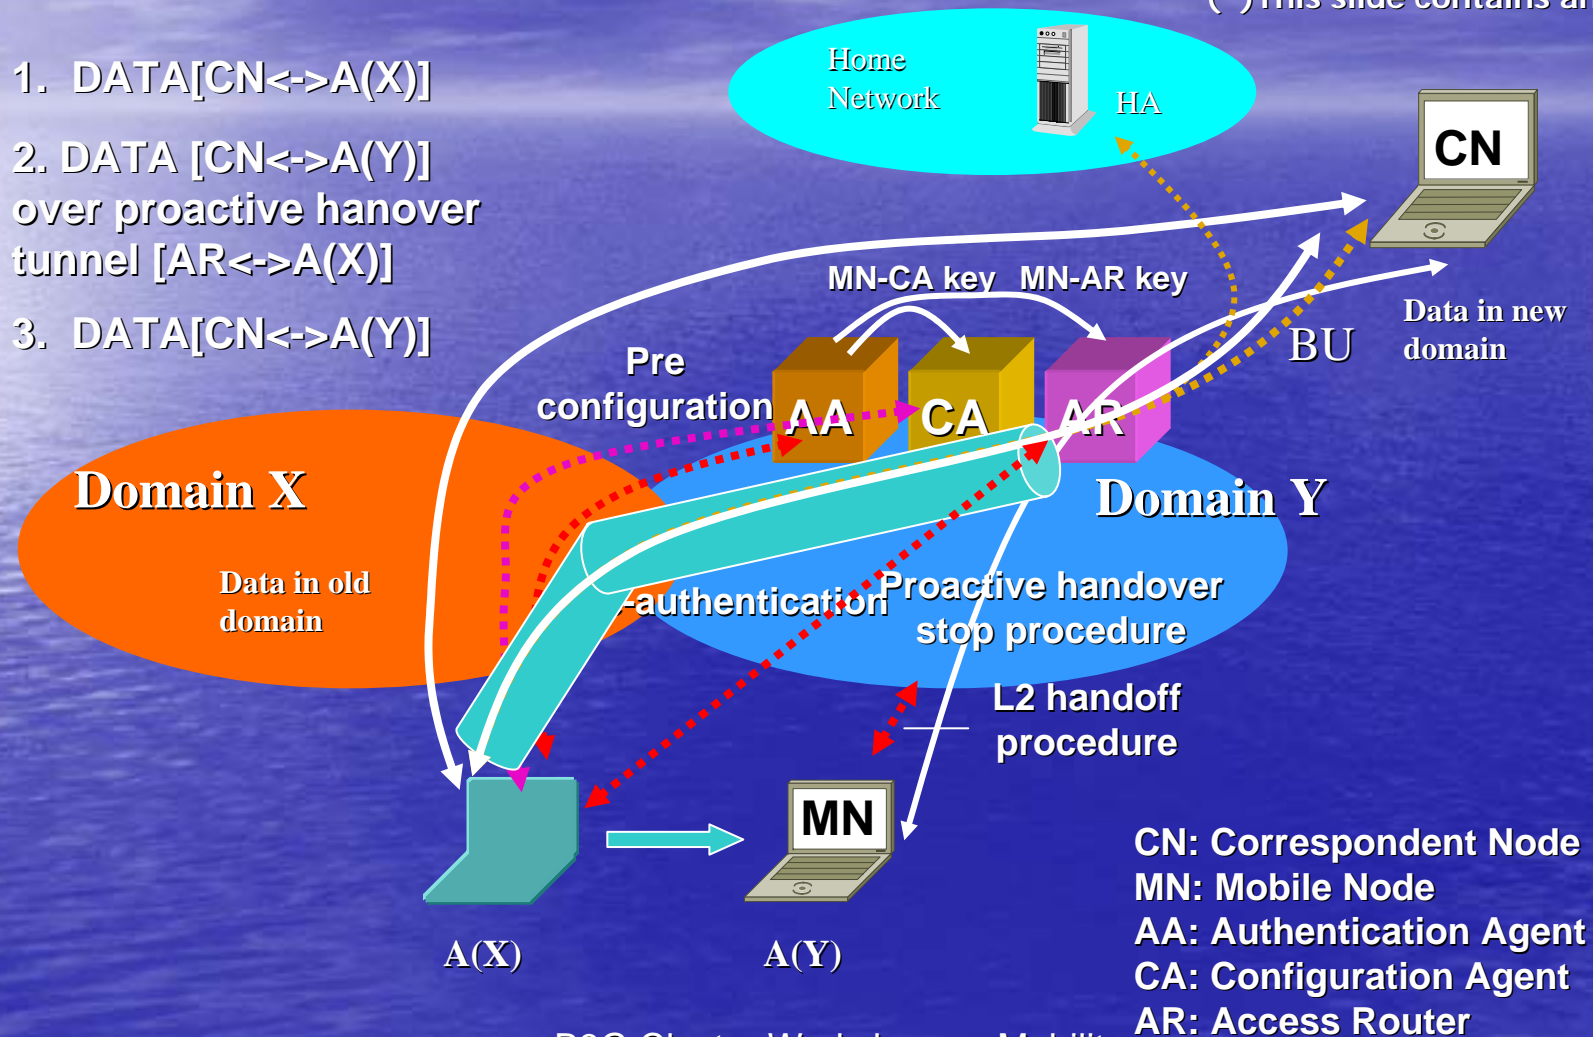 This slide contains
1. DATA[CN<->A(X)]
2. DATA [CN<->A(Y)]
over proactive hanover
tunnel [AR<->A(X)]
3. DATA[CN<->A(Y)]
Home
Network
HA
CN
MN-CA key MN-AR key
BU
Data in new
domain
Pre
configuration
AA
CA
AR
Domain X
Domain Y
Data in old
domain
-authentication
Proactive handover
stop procedure
L2 handoff
procedure
MN
A(X)
A(Y)
CN: Correspondent Node
MN: Mobile Node
AA: Authentication Agent
CA: Configuration Agent
AR: Access Router